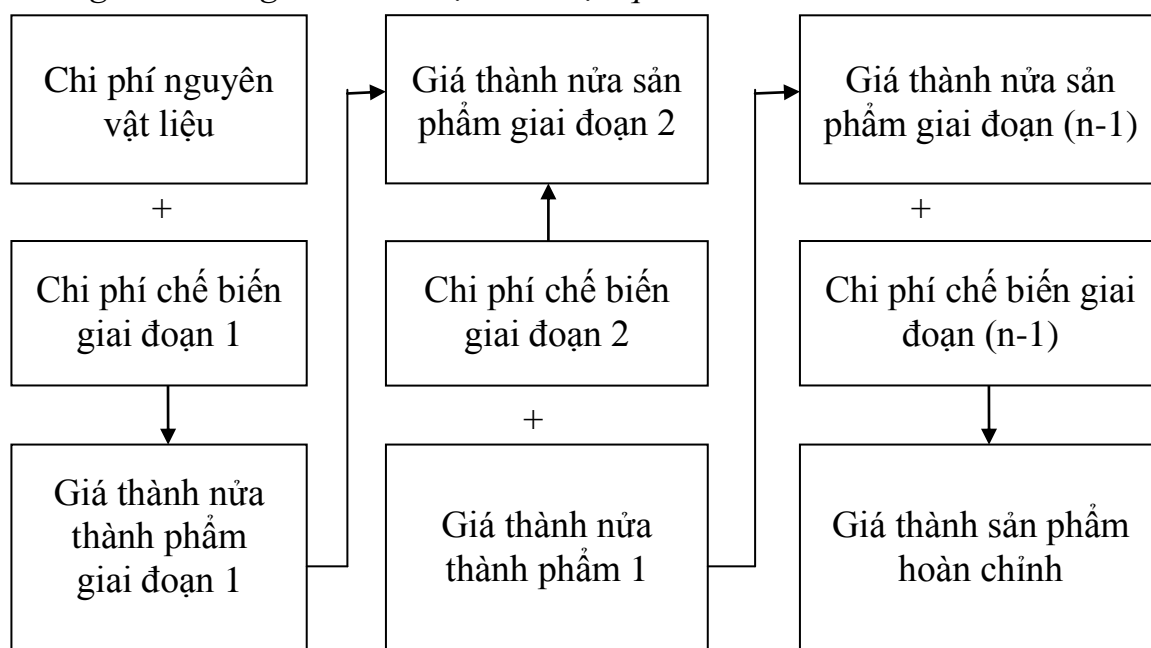 Chi phí nguyên
vật liệu
+
Chi phí chế biến
giai đoạn 1
Giá thành nửa
thành phẩm
giai đoạn 1
Giá thành nửa sản
phẩm giai đoạn 2
Chi phí chế biến
giai đoạn 2
+
Giá thành nửa
thành phẩm 1
Giá thành nửa sản
phẩm giai đoạn (n-1)
+
Chi phí chế biến giai
đoạn (n-1)
Giá thành sản phẩm
hoàn chỉnh